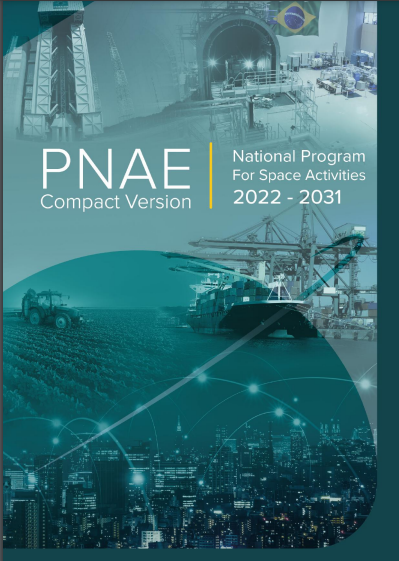 PNAE
Compact Version
National Program
For Space Activities
2022 - 2031